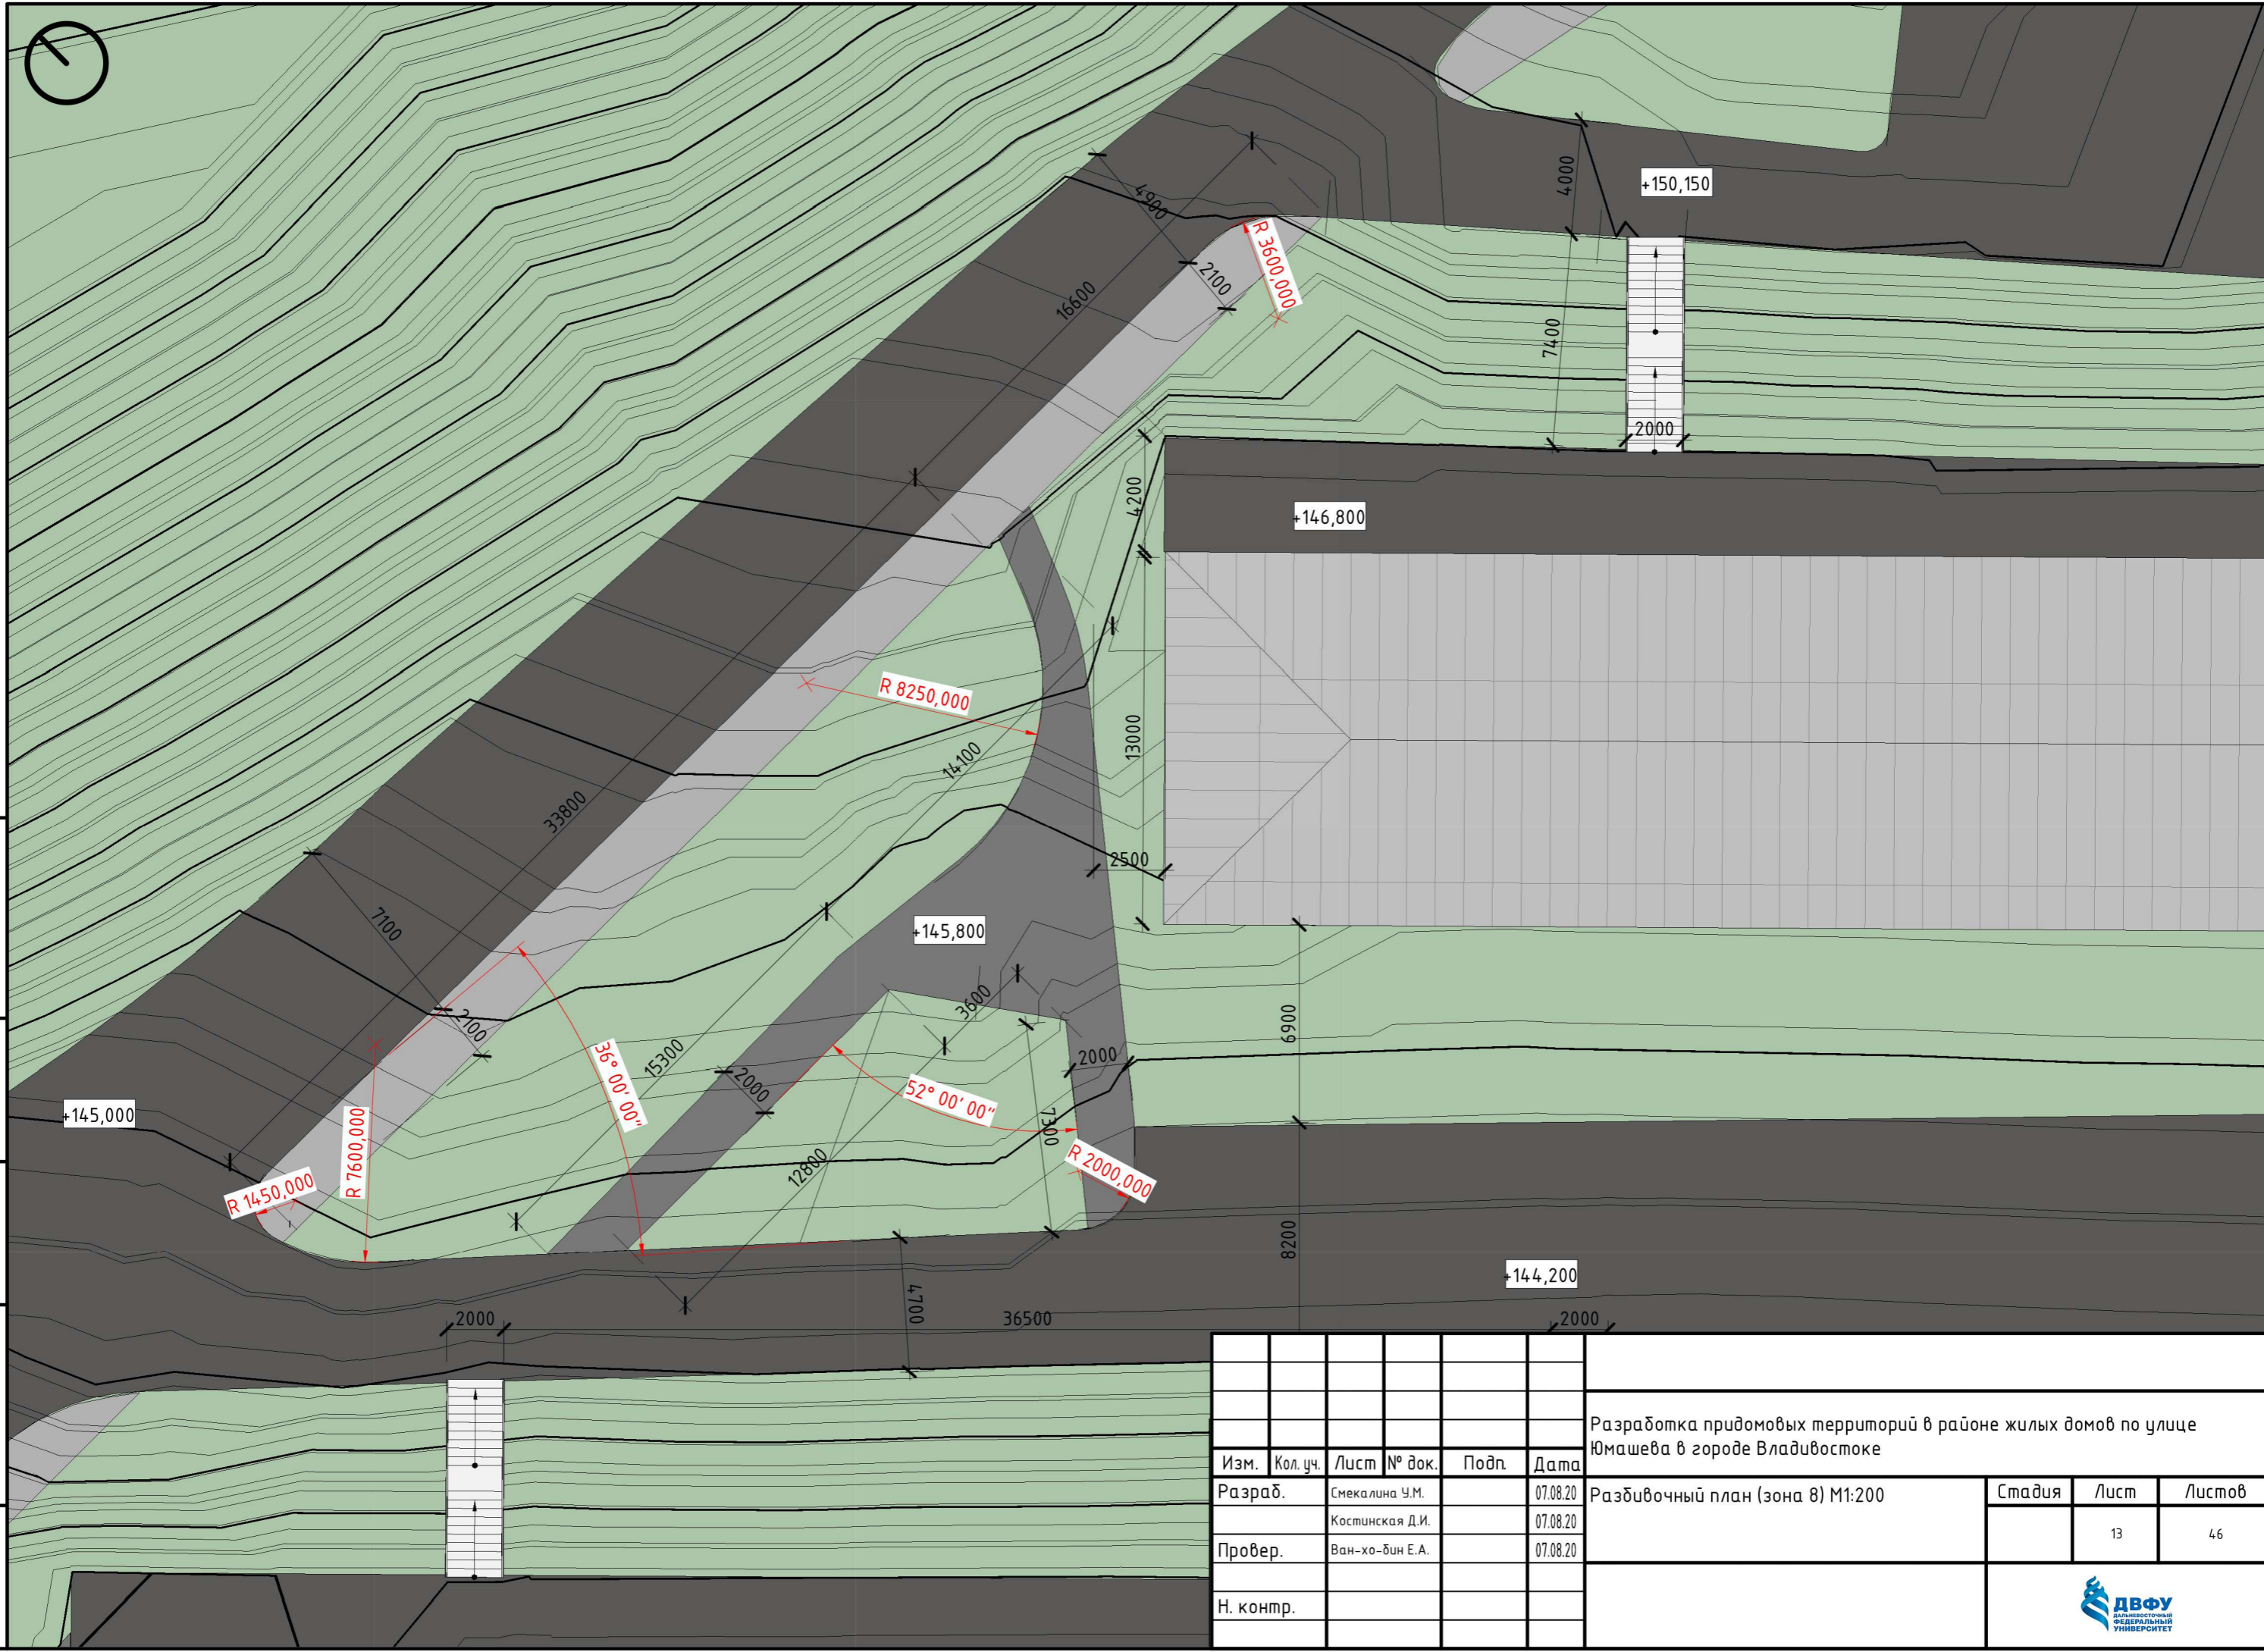 4000
+150,150
4900
R 3600,000
2100
16600
7400
2000
4200
+146,800
R 8250,000
13000
14100
33800
2500
7100
+145,800
3600
2100
6900
36° 00' 00"
15300
2000
2000
52° 00' 00"
+145,000
R 7600,000
7300
12800
R 2000,000
R 1450,000
8200
+144,200
4700
2000
36500
2000
Разработка придомовых территорий в районе жилых домов по улице
Юмашева в городе Владивостоке
Изм. Кол. уч. Лист № док. Подп. Дата
Разраб. Смекалина У.М. 07.08.20
Разбивочный план (зона 8) М1:200
Стадия Лист Листов
Костинская Д.И. 07.08.20
13 46
Провер. Ван-хо-бин Е.А. 07.08.20
Н. контр.
ДВФУ
ДАЛЬНЕВОСТОЧНЫЙ
ФЕДЕРАЛЬНЫЙ
УНИВЕРСИТЕТ